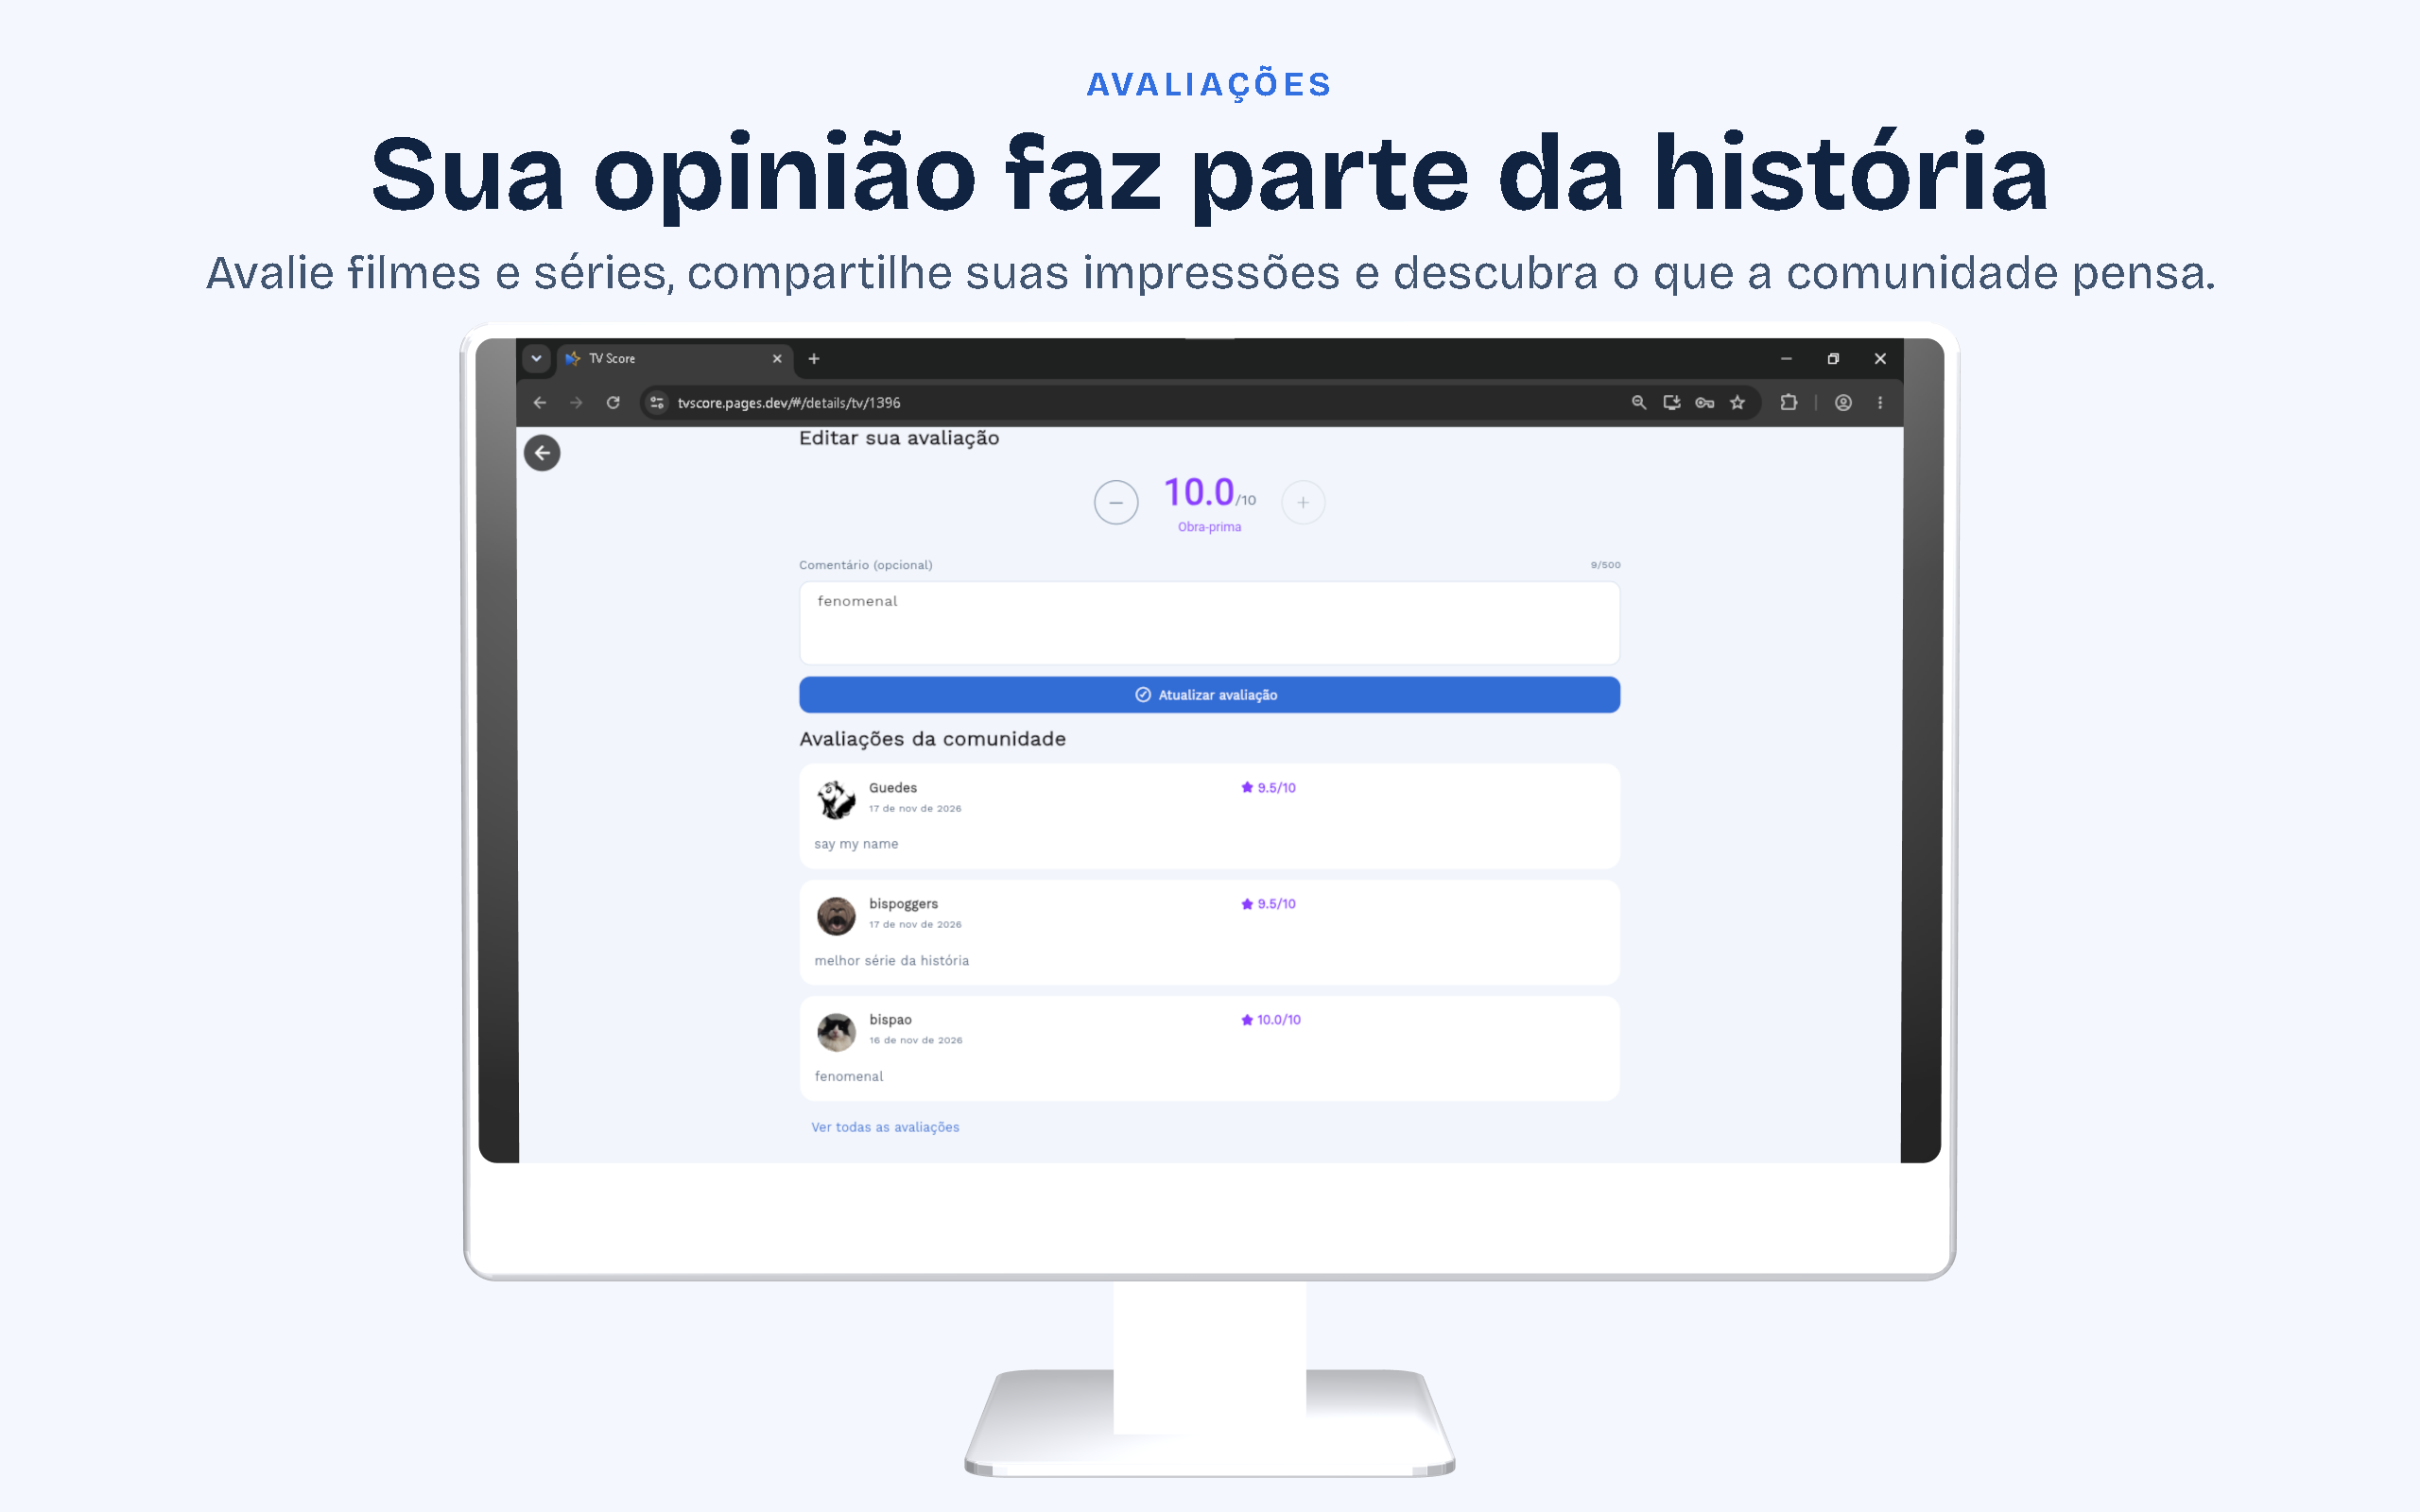 AVALIAÇÕES
Sua opinião faz parte da história
Avalie filmes e séries, compartilhe suas impressões e descubra o que a comunidade pensa.
TV Score
tvscore.pages.dev/#/details/tv/1396
Editar sua avaliação
10.0/10
Obra-prima
Comentário (opcional) 9/500
fenomenal
Atualizar avaliação
Avaliações da comunidade
Guedes 9.5/10
17 de nov de 2026
say my name
bispoggers 9.5/10
17 de nov de 2026
melhor série da história
bispao 10.0/10
16 de nov de 2026
fenomenal
Ver todas as avaliações